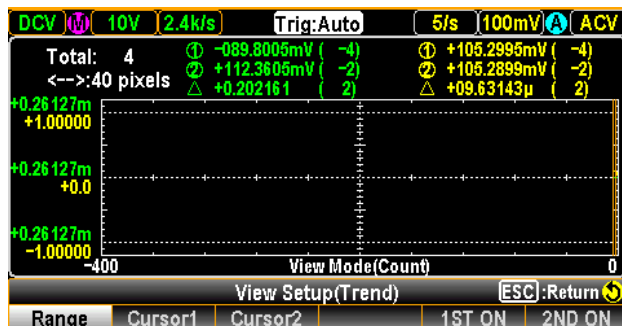 DCV M 10V 2.4k/s Trig:Auto 5/s 100mV A ACV
Total: 4 ① -089.8005mV ( -4) ① +105.2995mV ( -4)
<-->:40 pixels ② +112.3605mV ( -2) ② +105.2899mV ( -2)
△ +0.202161 ( 2) △ +09.63143µ ( 2)
+0.26127m
+1.00000
+0.26127m
+0.0
+0.26127m
-1.00000
-400 View Mode(Count) 0
View Setup(Trend) ESC :Return
Range Cursor1 Cursor2 1ST ON 2ND ON